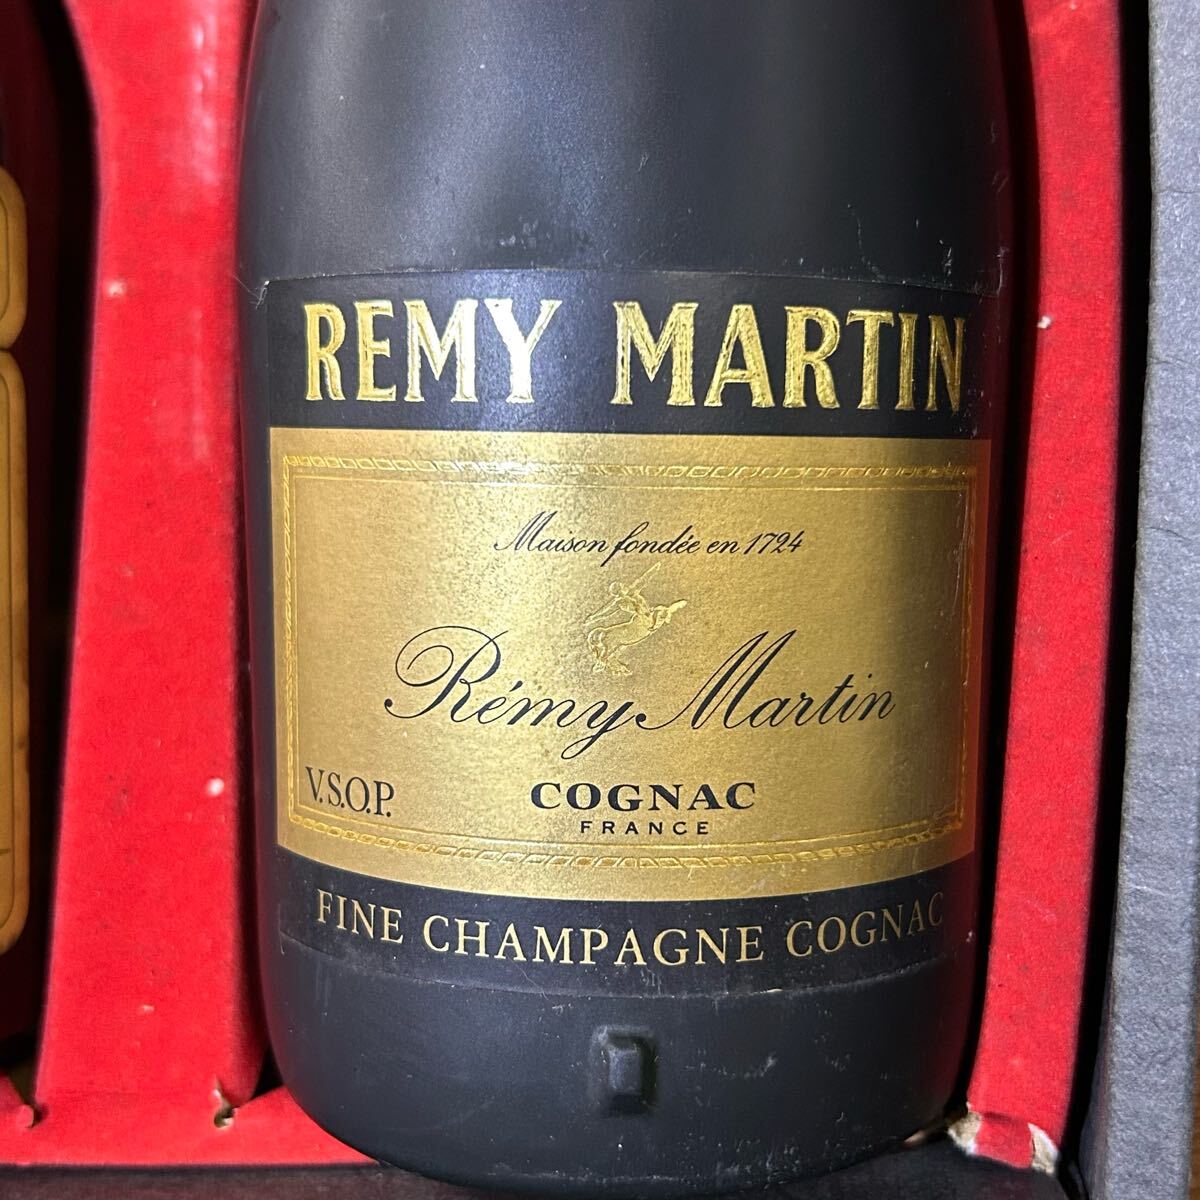 REMY MARTIN
Maison fondée en 1724
Rémy Martin
V.S.O.P.
COGNAC
FRANCE
FINE CHAMPAGNE COGNAC